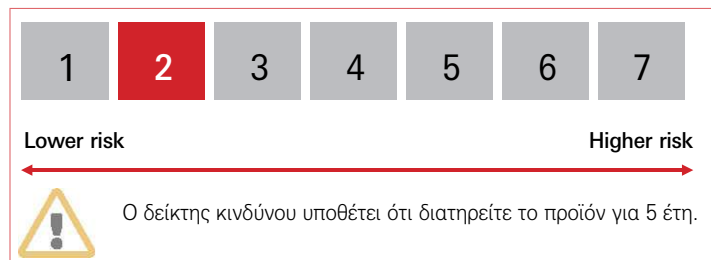 1 2 3 4 5 6 7
Lower risk Higher risk
Ο δείκτης κινδύνου υποθέτει ότι διατηρείτε το προϊόν για 5 έτη.